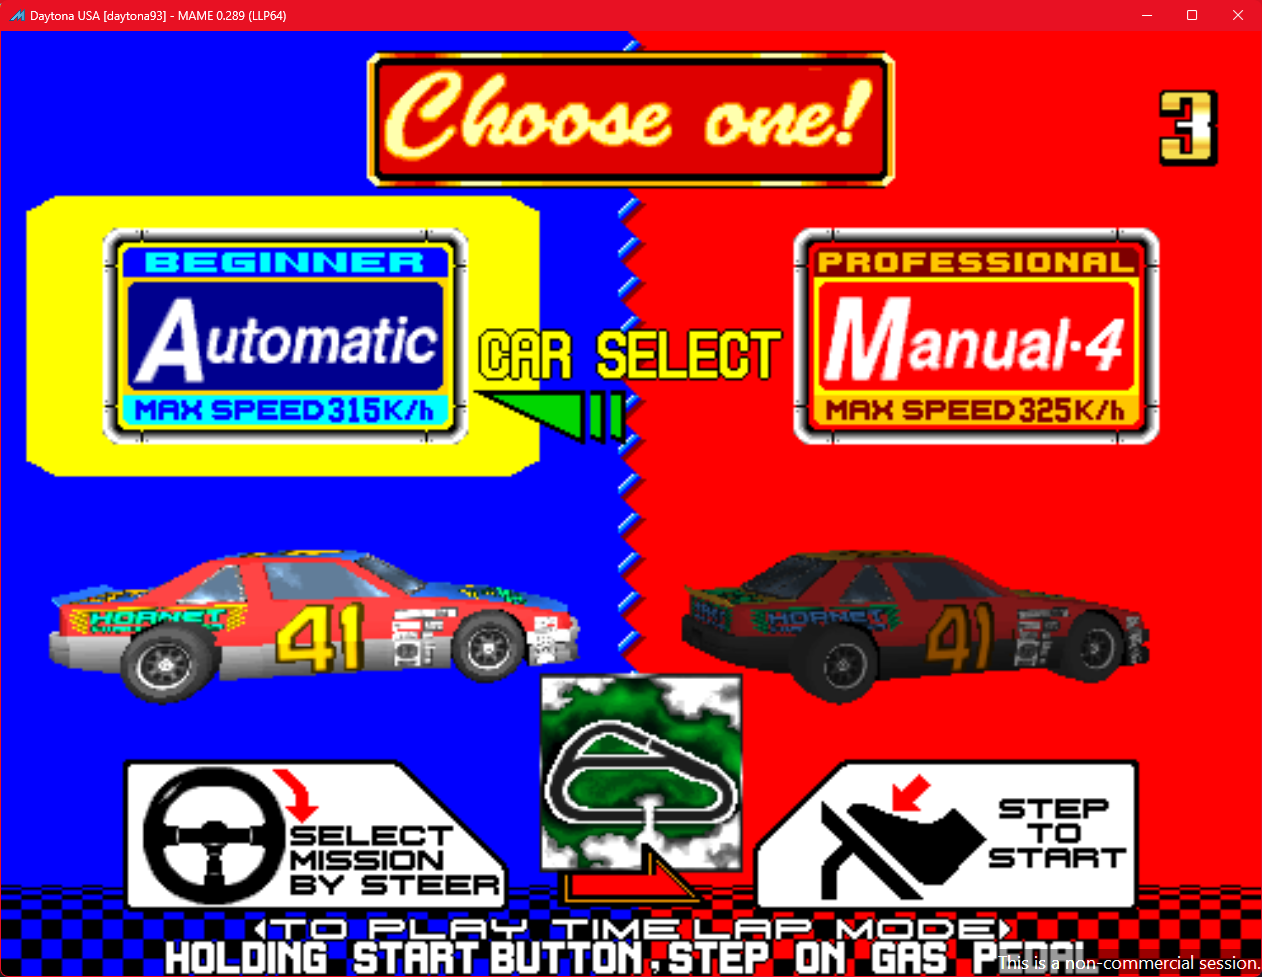 Daytona USA [daytona93] - MAME 0.289 (LLP64)
Choose one!
3
BEGINNER
Automatic
MAX SPEED 315K/h
CAR SELECT
PROFESSIONAL
Manual·4
MAX SPEED 325K/h
HORNET
41
HORNET
41
SELECT
MISSION
BY STEER
STEP
TO
START
TO PLAY TIME LAP MODE
HOLDING START BUTTON,STEP ON GAS PEDAL
This is a non-commercial session.